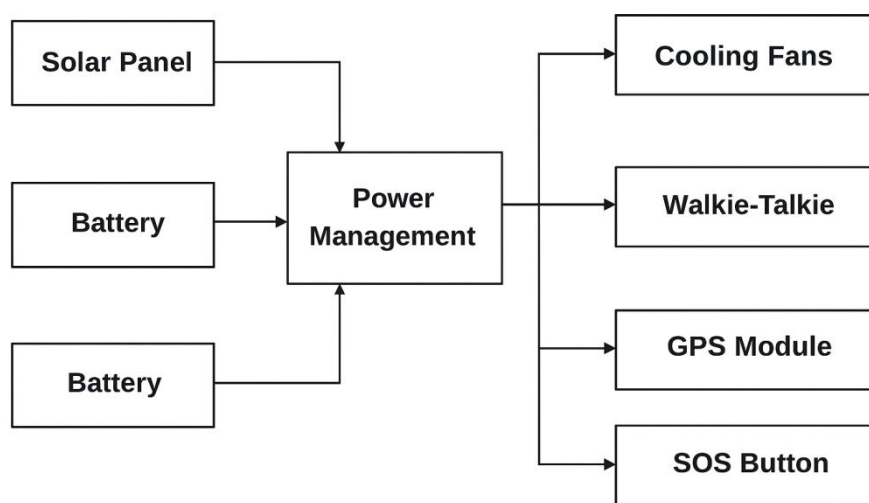 Solar Panel
Battery
Battery
Power
Management
Cooling Fans
Walkie-Talkie
GPS Module
SOS Button